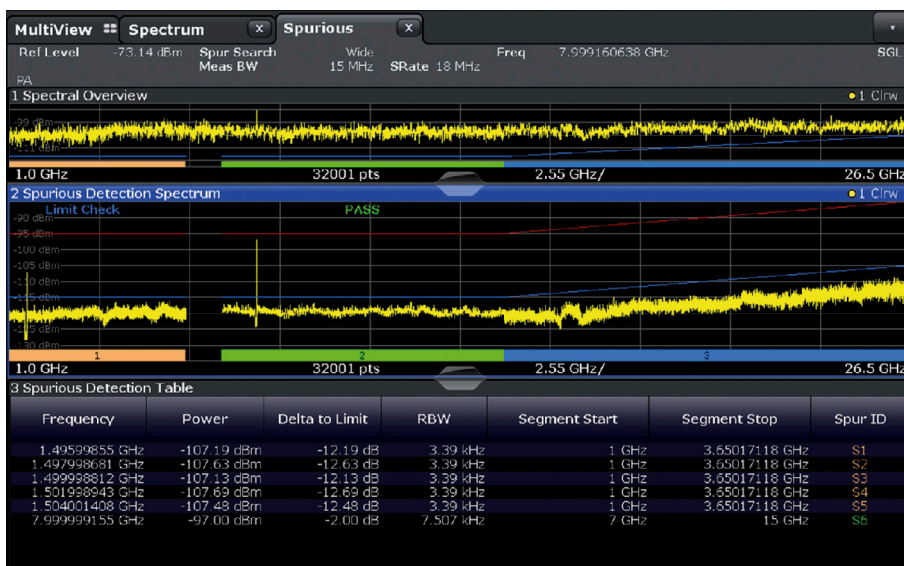 MultiView Spectrum X Spurious X
Ref Level -73.14 dBm Spur Search Wide Freq 7.999160638 GHz SGL
Meas BW 15 MHz SRate 18 MHz
PA
1 Spectral Overview 1 Clrw
1.0 GHz 32001 pts 2.55 GHz/ 26.5 GHz
2 Spurious Detection Spectrum 1 Clrw
Limit Check PASS
-90 dBm
-95 dBm
-100 dBm
-105 dBm
-110 dBm
-130 dBm
1 2 3
1.0 GHz 32001 pts 2.55 GHz/ 26.5 GHz
3 Spurious Detection Table
Frequency Power Delta to Limit RBW Segment Start Segment Stop Spur ID
1.49599855 GHz -107.19 dBm -12.19 dB 3.39 kHz 1 GHz 3.65017118 GHz S1
1.497998681 GHz -107.63 dBm -12.63 dB 3.39 kHz 1 GHz 3.65017118 GHz S2
1.499998812 GHz -107.13 dBm -12.13 dB 3.39 kHz 1 GHz 3.65017118 GHz S3
1.501998943 GHz -107.69 dBm -12.69 dB 3.39 kHz 1 GHz 3.65017118 GHz S4
1.504001408 GHz -107.48 dBm -12.48 dB 3.39 kHz 1 GHz 3.65017118 GHz S5
7.999999155 GHz -97.00 dBm -2.00 dB 7.507 kHz 7 GHz 15 GHz S6